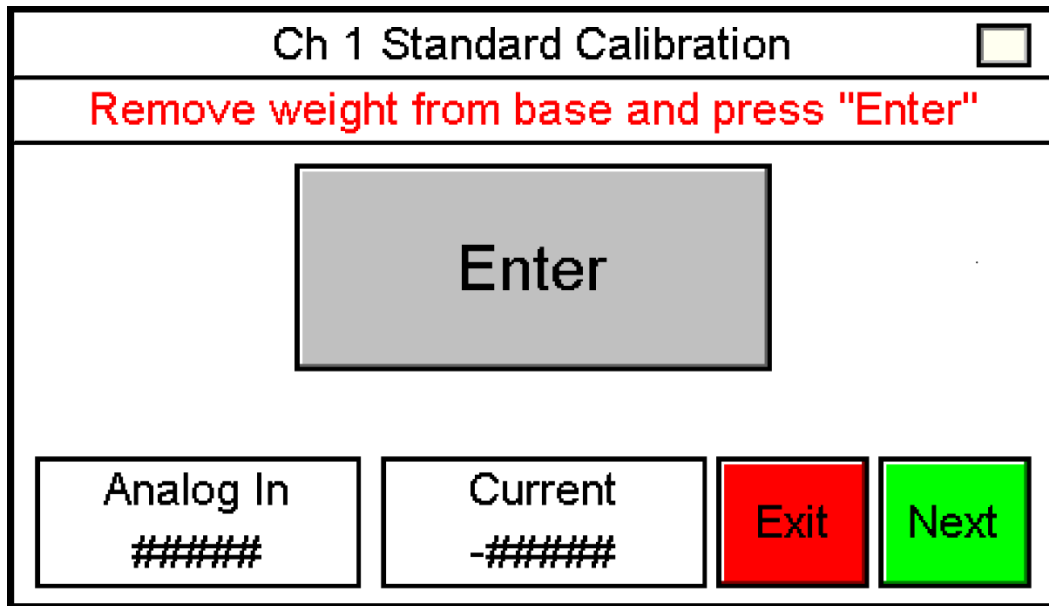 Ch 1 Standard Calibration
Remove weight from base and press "Enter"
Enter
Analog In
#####
Current
-#####
Exit
Next